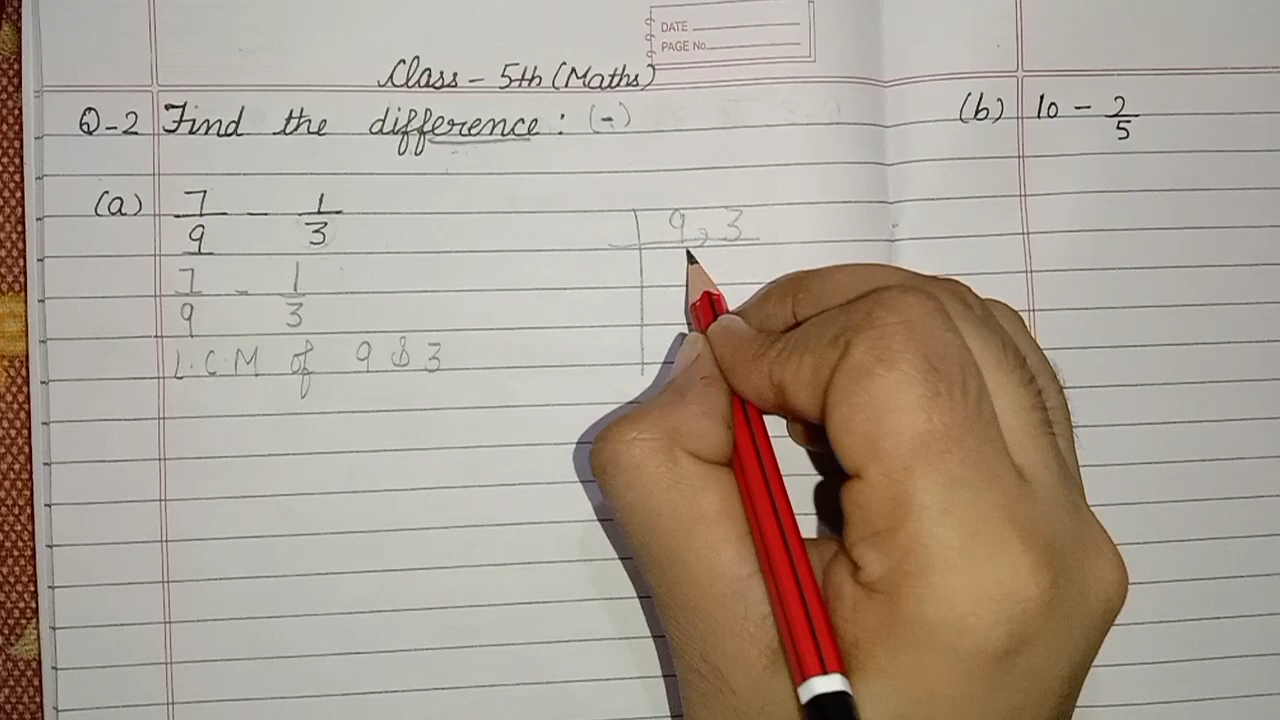 DATE
PAGE No.
Class - 5th (Maths)
Q-2 Find the difference : (-)
(a) 7/9 - 1/3
7/9 - 1/3
L.C.M of 9 & 3
9, 3
(b) 10 - 2/5